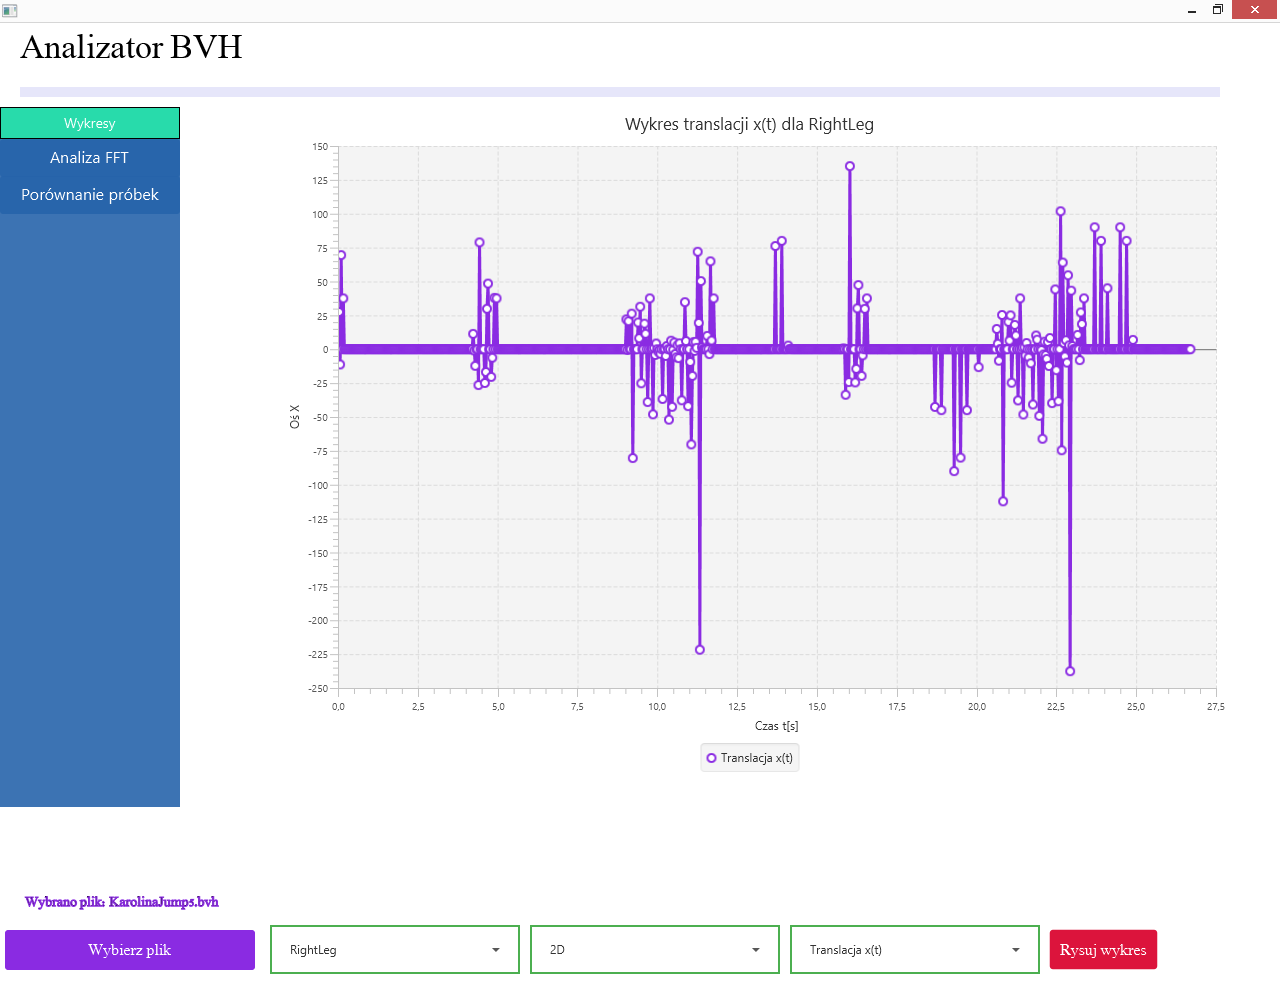 Analizator BVH
Wykresy
Analiza FFT
Porównanie próbek
Wykres translacji x(t) dla RightLeg
150
125
100
75
50
25
0
-25
-50
-75
-100
-125
-150
-175
-200
-225
-250
Oś X
0,0 2,5 5,0 7,5 10,0 12,5 15,0 17,5 20,0 22,5 25,0 27,5
Czas t[s]
Translacja x(t)
Wybrano plik: KarolinaJump5.bvh
Wybierz plik RightLeg 2D Translacja x(t) Rysuj wykres